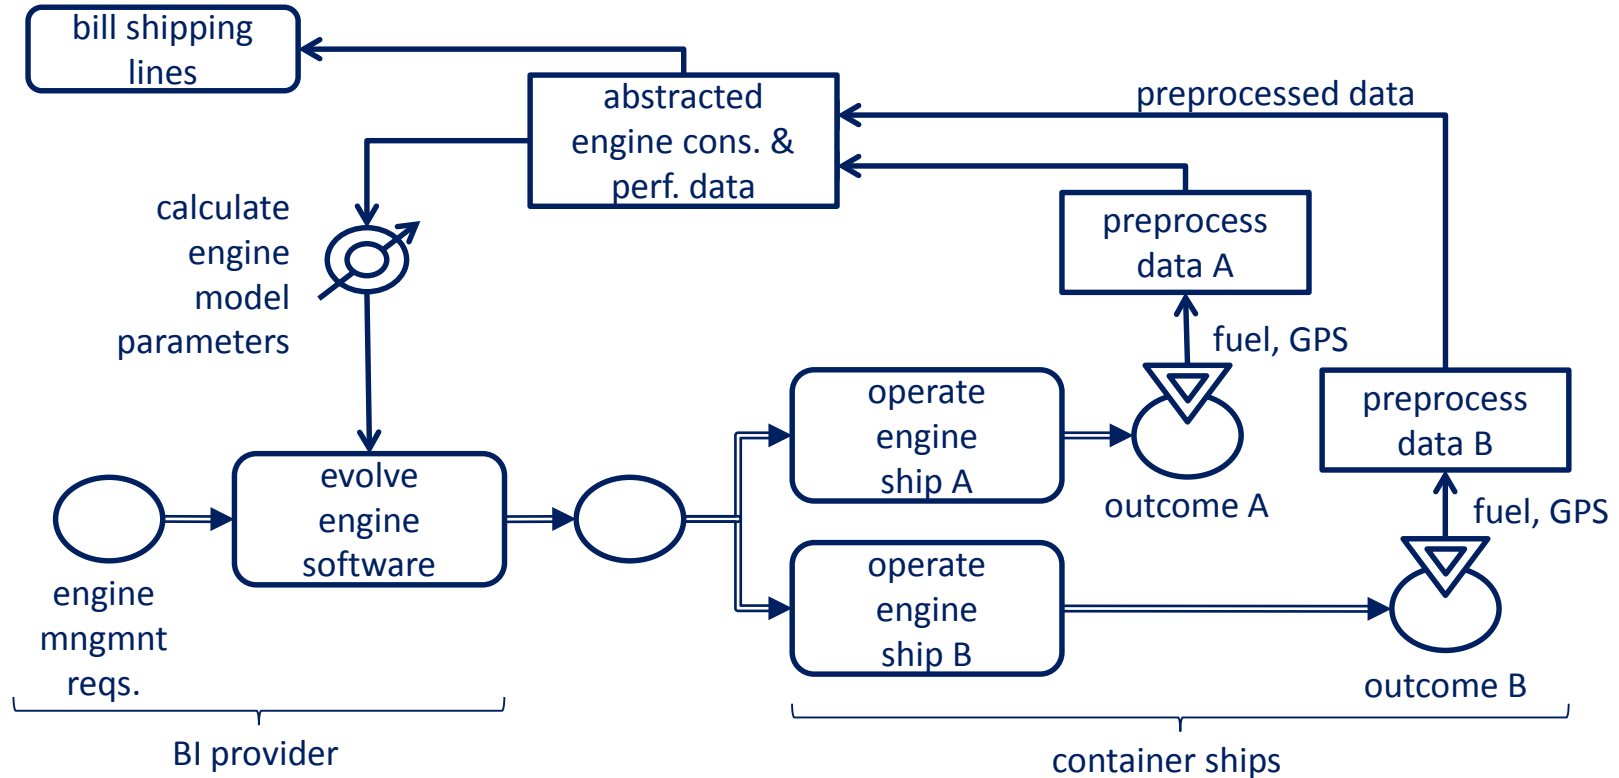 bill shipping
lines
abstracted
engine cons. &
perf. data
preprocessed data
calculate
engine
model
parameters
preprocess
data A
fuel, GPS
preprocess
data B
fuel, GPS
operate
engine
ship A
outcome A
evolve
engine
software
engine
mngmnt
reqs.
operate
engine
ship B
outcome B
BI provider
container ships